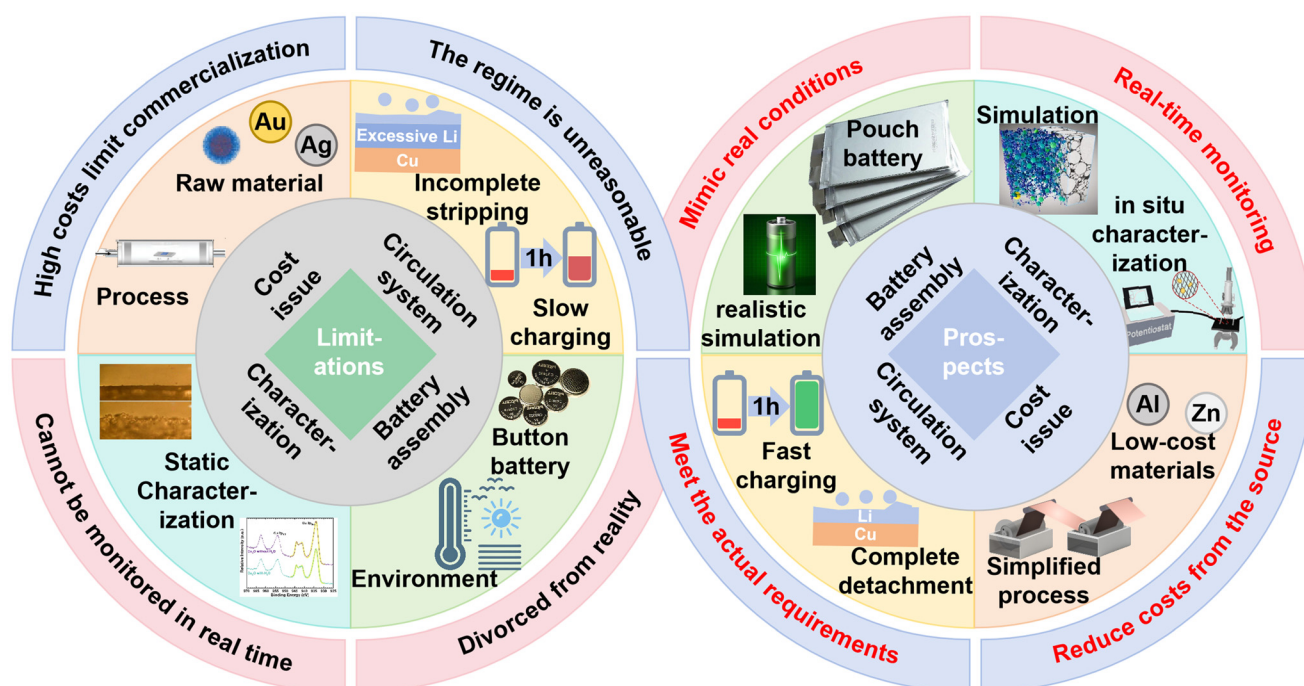 High costs limit commercialization
The regime is unreasonable
Cannot be monitored in real time
Divorced from reality
Au
Ag
Raw material
Process
Excessive Li
Cu
Incomplete
stripping
1h
Slow
charging
Cost
issue
Circulation
system
Limit-
ations
Character-
ization
Battery
assembly
Static
Character-
ization
Button
battery
Environment
Binding Energy (eV)
Mimic real conditions
Real-time monitoring
Meet the actual requirements
Reduce costs from the source
Pouch
battery
realistic
simulation
Simulation
in situ
character-
ization
Potentiostat
Battery
assembly
Character-
ization
Pros-
pects
Circulation
system
Cost
issue
1h
Fast
charging
Li
Cu
Complete
detachment
Al
Zn
Low-cost
materials
Simplified
process